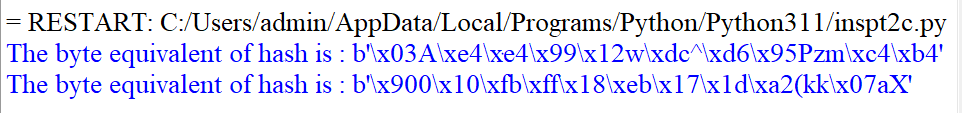 = RESTART: C:/Users/admin/AppData/Local/Programs/Python/Python311/inspt2c.py
The byte equivalent of hash is : b'\x03A\xe4\xe4\x99\x12w\xdc^\xd6\x95Pzm\xc4\xb4'
The byte equivalent of hash is : b'\x900\x10\xfb\xff\x18\xeb\x17\x1d\xa2(kk\x07aX'